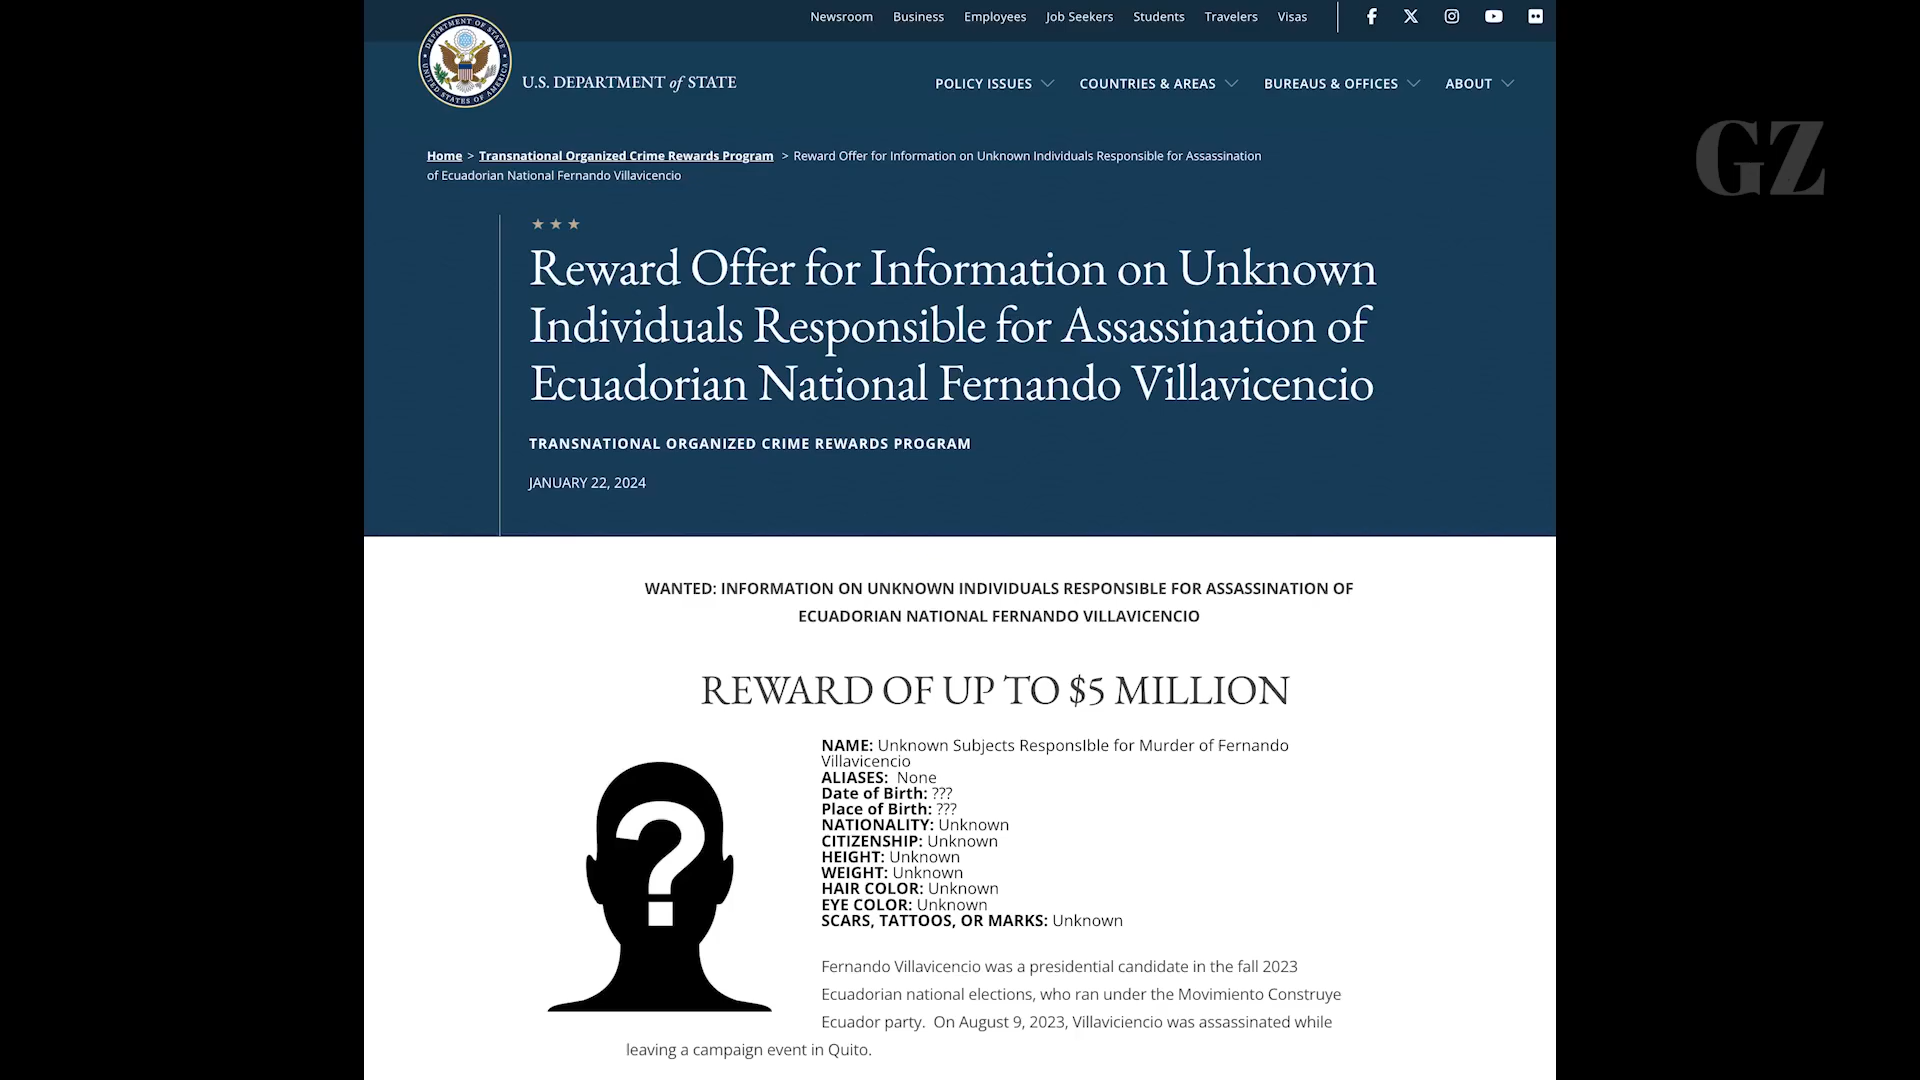 Newsroom Business Employees Job Seekers Students Travelers Visas
DEPARTMENT OF STATE
UNITED STATES OF AMERICA
U.S. DEPARTMENT of STATE
POLICY ISSUES COUNTRIES & AREAS BUREAUS & OFFICES ABOUT
GZ
Home > Transnational Organized Crime Rewards Program > Reward Offer for Information on Unknown Individuals Responsible for Assassination
of Ecuadorian National Fernando Villavicencio
Reward Offer for Information on Unknown
Individuals Responsible for Assassination of
Ecuadorian National Fernando Villavicencio
TRANSNATIONAL ORGANIZED CRIME REWARDS PROGRAM
JANUARY 22, 2024
WANTED: INFORMATION ON UNKNOWN INDIVIDUALS RESPONSIBLE FOR ASSASSINATION OF
ECUADORIAN NATIONAL FERNANDO VILLAVICENCIO
REWARD OF UP TO $5 MILLION
?
NAME: Unknown Subjects ResponsIble for Murder of Fernando
Villavicencio
ALIASES: None
Date of Birth: ???
Place of Birth: ???
NATIONALITY: Unknown
CITIZENSHIP: Unknown
HEIGHT: Unknown
WEIGHT: Unknown
HAIR COLOR: Unknown
EYE COLOR: Unknown
SCARS, TATTOOS, OR MARKS: Unknown
Fernando Villavicencio was a presidential candidate in the fall 2023
Ecuadorian national elections, who ran under the Movimiento Construye
Ecuador party. On August 9, 2023, Villaviciencio was assassinated while
leaving a campaign event in Quito.